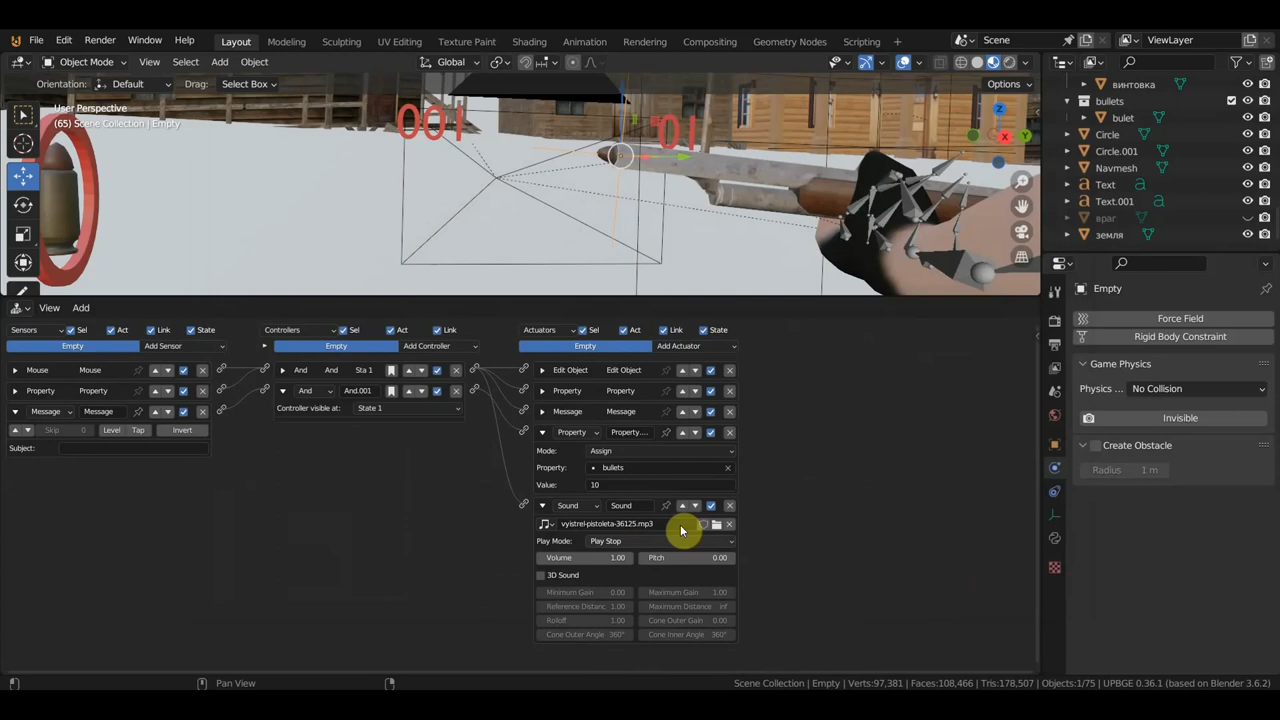 File Edit Render Window Help Layout Modeling Sculpting UV Editing Texture Paint Shading Animation Rendering Compositing Geometry Nodes Scripting + Scene ViewLayer
Object Mode View Select Add Object Global
Orientation: Default Drag: Select Box Options
User Perspective
(65) Scene Collection | Empty
001
10
Z
X
Y
винтовка
bullets
bulet
Circle
Circle.001
Navmesh
Text
Text.001
враг
земля
Empty
Force Field
Rigid Body Constraint
Game Physics
Physics ... No Collision
Invisible
Create Obstacle
Radius 1 m
View Add
Sensors Sel Act Link State Controllers Sel Act Link Actuators Sel Act Link State
Empty Add Sensor Empty Add Controller Empty Add Actuator
Mouse Mouse And And Sta 1 Edit Object Edit Object
Property Property And And.001 Property Property
Message Message Controller visible at: State 1 Message Message
Skip 0 Level Tap Invert Property Property....
Subject: Mode: Assign
Property: bullets
Value: 10
Sound Sound
vyistrel-pistoleta-36125.mp3
Play Mode: Play Stop
Volume 1.00 Pitch 0.00
3D Sound
Minimum Gain 0.00 Maximum Gain 1.00
Reference Distanc 1.00 Maximum Distance inf
Rolloff 1.00 Cone Outer Gain 0.00
Cone Outer Angle 360° Cone Inner Angle 360°
Pan View Scene Collection | Empty | Verts:97,381 | Faces:108,466 | Tris:178,507 | Objects:1/75 | UPBGE 0.36.1 (based on Blender 3.6.2)